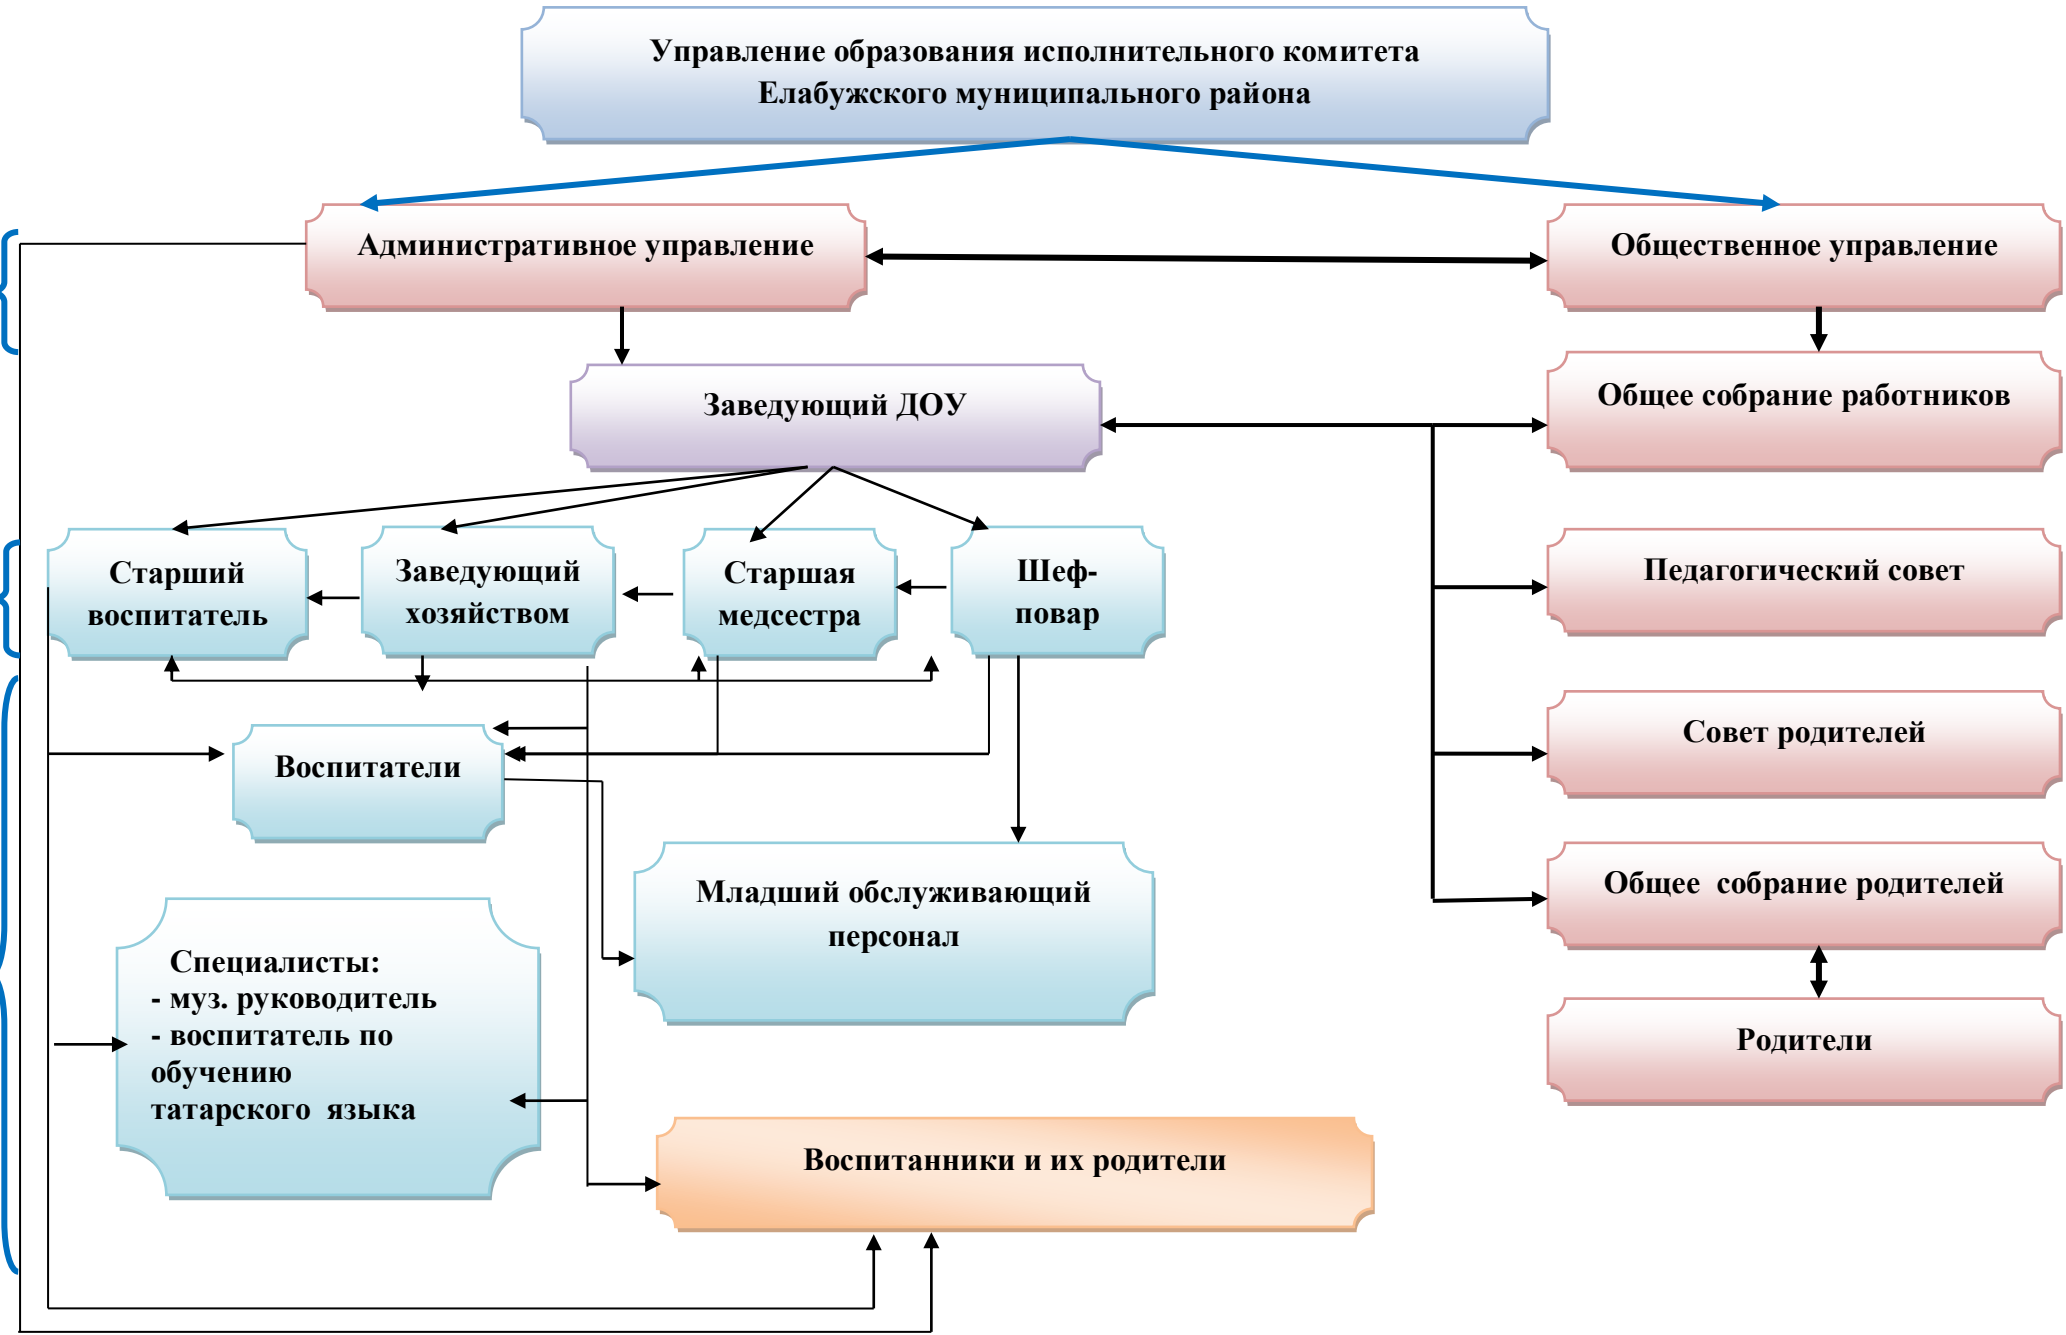 Управление образования исполнительного комитета
Елабужского муниципального района
Административное управление
Общественное управление
Заведующий ДОУ
Общее собрание работников
Старший
воспитатель
Заведующий
хозяйством
Старшая
медсестра
Шеф-
повар
Педагогический совет
Воспитатели
Совет родителей
Младший обслуживающий
персонал
Общее  собрание родителей
Специалисты:
- муз. руководитель
- воспитатель по
обучению
татарского  языка
Родители
Воспитанники и их родители